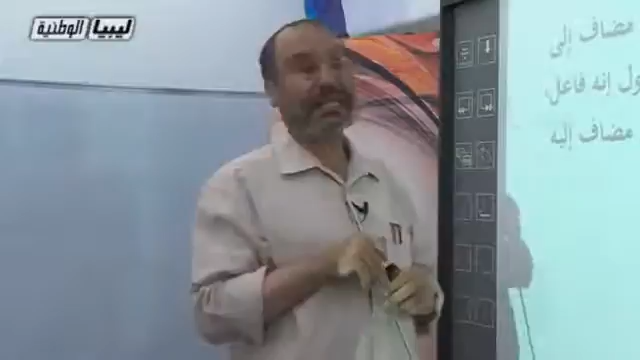 ليبيا الوطنية
مضاف إلى
ول إنه فاعل،
مضاف إليه